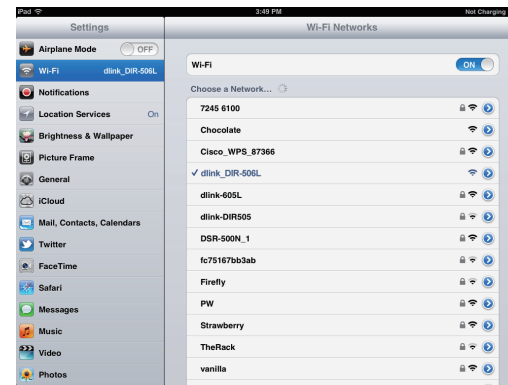 iPad 3:49 PM Not Charging
Settings
Wi-Fi Networks
Airplane Mode OFF
Wi-Fi dlink_DIR-506L
Notifications
Location Services On
Brightness & Wallpaper
Picture Frame
General
iCloud
Mail, Contacts, Calendars
Twitter
FaceTime
Safari
Messages
Music
Video
Photos
Wi-Fi ON
Choose a Network...
7245 6100
Chocolate
Cisco_WPS_87366
dlink_DIR-506L
dlink-605L
dlink-DIR505
DSR-500N_1
fc75167bb3ab
Firefly
PW
Strawberry
TheRack
vanilla